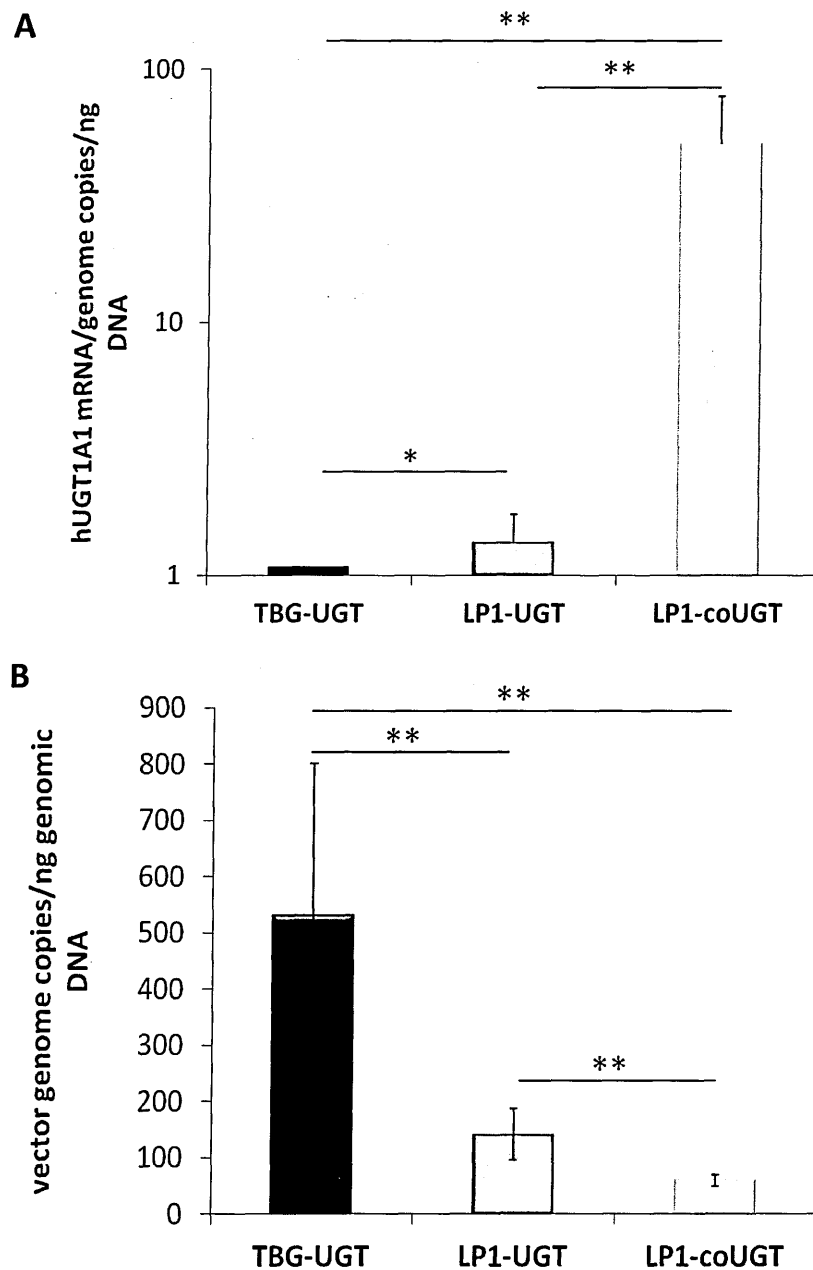 A
**
**
100
10
1
*
hUGT1A1 mRNA/genome copies/ng
DNA
TBG-UGT
LP1-UGT
LP1-coUGT
B
**
**
**
900
800
700
600
500
400
300
200
100
0
vector genome copies/ng genomic
DNA
TBG-UGT
LP1-UGT
LP1-coUGT